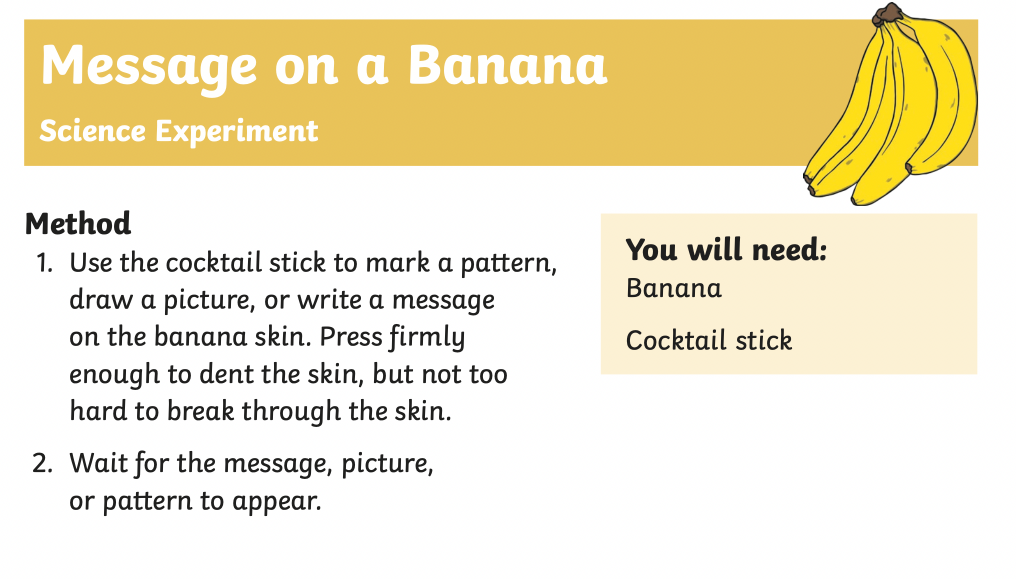 Message on a Banana
Science Experiment
Method
1. Use the cocktail stick to mark a pattern,
draw a picture, or write a message
on the banana skin. Press firmly
enough to dent the skin, but not too
hard to break through the skin.
2. Wait for the message, picture,
or pattern to appear.
You will need:
Banana
Cocktail stick